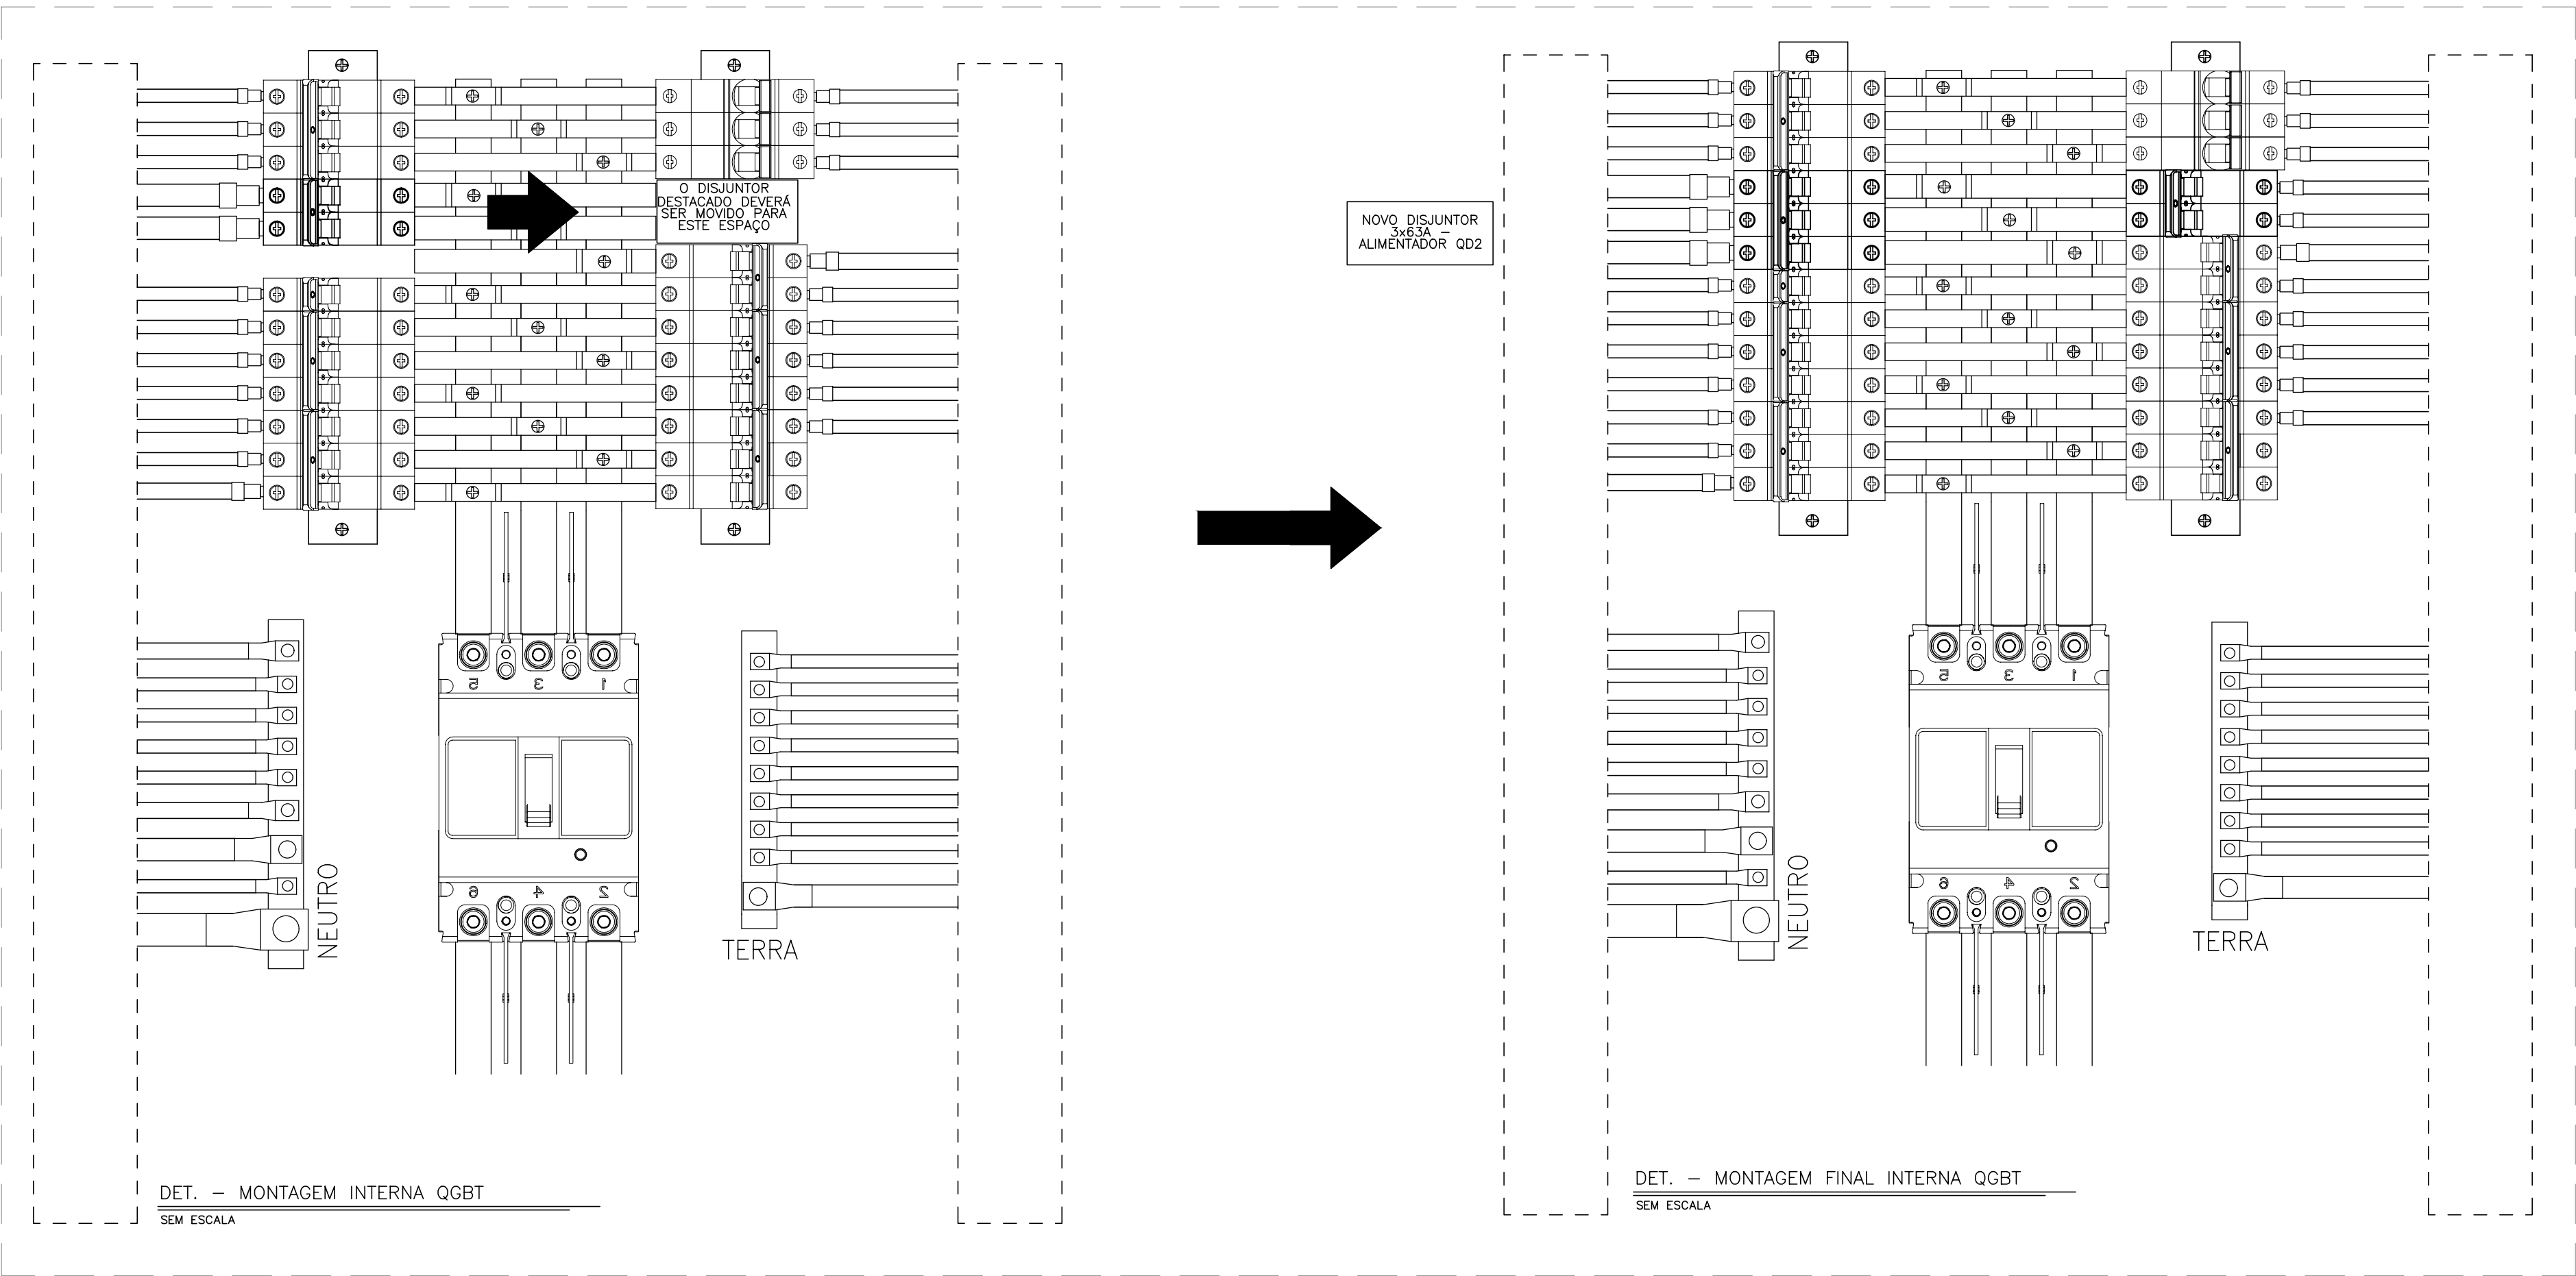 O DISJUNTOR
DESTACADO DEVERÁ
SER MOVIDO PARA
ESTE ESPAÇO
5 3 1
6 4 2
NEUTRO
TERRA
DET. – MONTAGEM INTERNA QGBT
SEM ESCALA
NOVO DISJUNTOR
3x63A –
ALIMENTADOR QD2
5 3 1
6 4 2
NEUTRO
TERRA
DET. – MONTAGEM FINAL INTERNA QGBT
SEM ESCALA